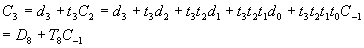 C₃ = d₃ + t₃C₂ = d₃ + t₃d₂ + t₃t₂d₁ + t₃t₂t₁d₀ + t₃t₂t₁t₀C₋₁
= D₈ + T₈C₋₁